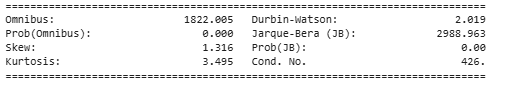 ==============================================================================
Omnibus: 1822.005 Durbin-Watson: 2.019
Prob(Omnibus): 0.000 Jarque-Bera (JB): 2988.963
Skew: 1.316 Prob(JB): 0.00
Kurtosis: 3.495 Cond. No. 426.
==============================================================================